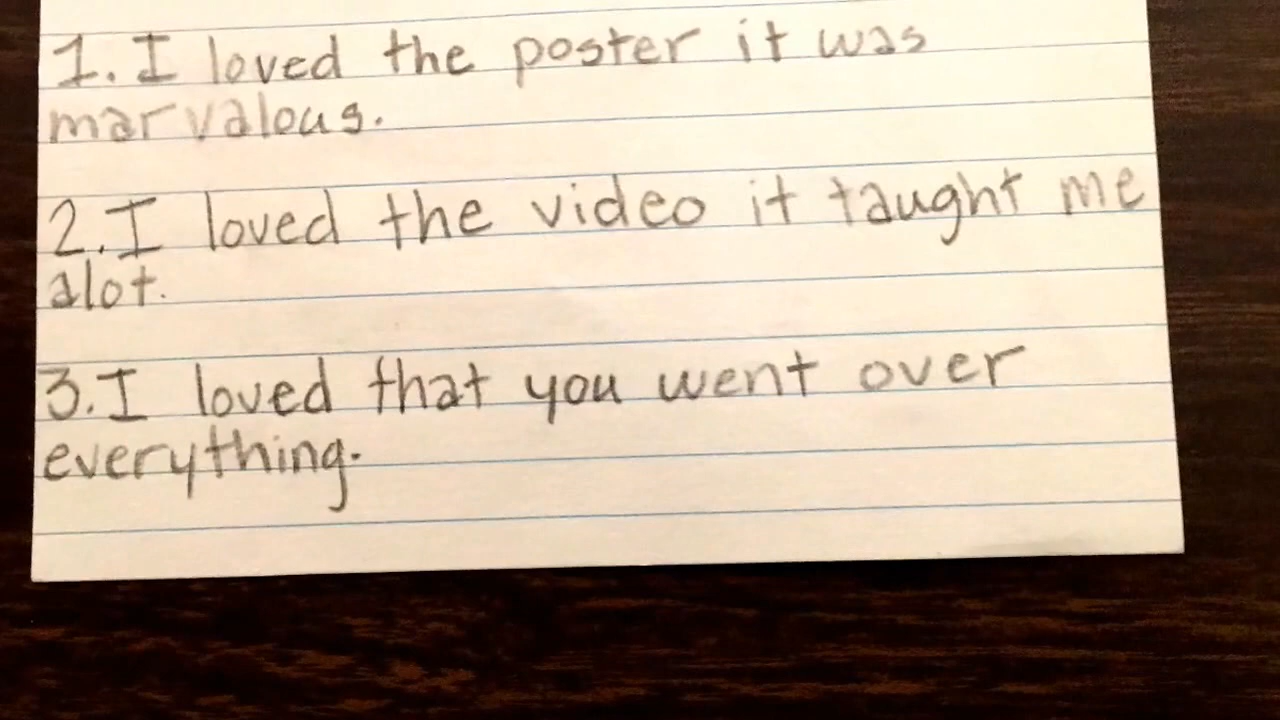 1. I loved the poster it was
marvalous.
2. I loved the video it taught me
alot.
3. I loved that you went over
everything.